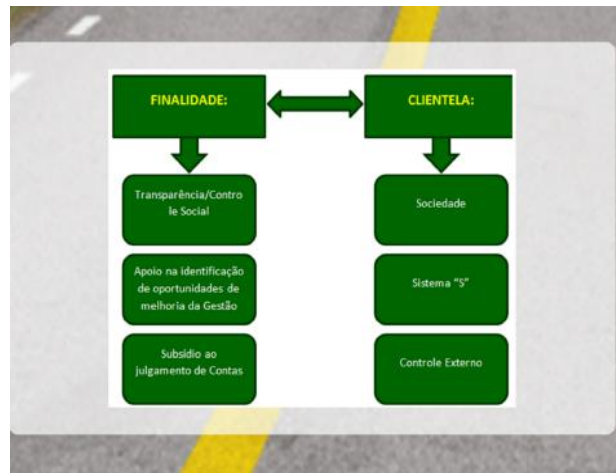 FINALIDADE:
CLIENTELA:
Transparência/Contro
le Social
Sociedade
Apoio na identificação
de oportunidades de
melhoria da Gestão
Sistema "S"
Subsídio ao
julgamento de Contas
Controle Externo